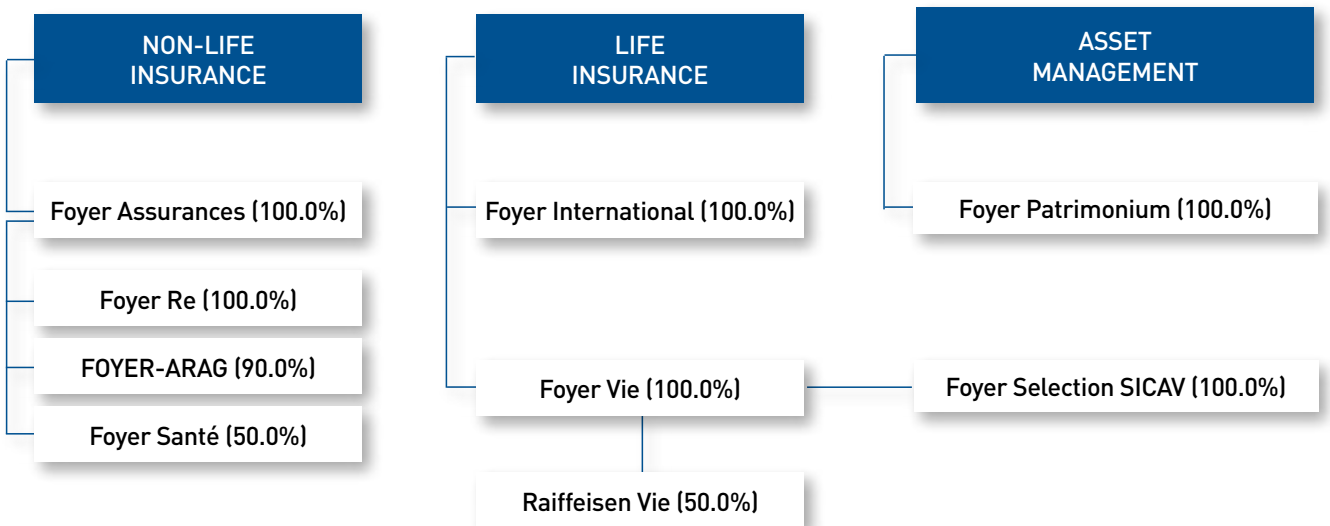 NON-LIFE
INSURANCE
Foyer Assurances (100.0%)
Foyer Re (100.0%)
FOYER-ARAG (90.0%)
Foyer Santé (50.0%)
LIFE
INSURANCE
Foyer International (100.0%)
Foyer Vie (100.0%)
Raiffeisen Vie (50.0%)
ASSET
MANAGEMENT
Foyer Patrimonium (100.0%)
Foyer Selection SICAV (100.0%)